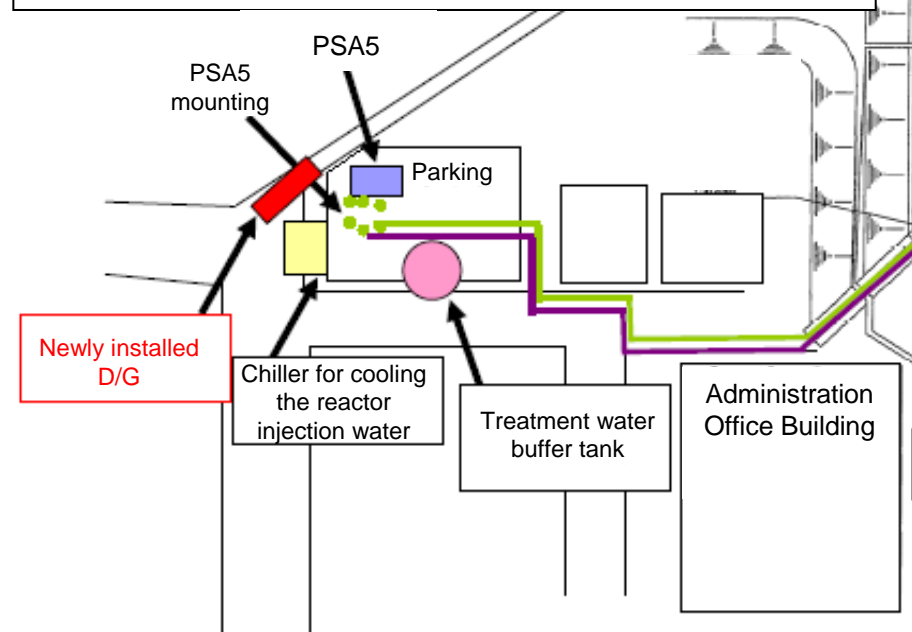 PSA5
PSA5
mounting
Parking
Newly installed
D/G
Chiller for cooling
the reactor
injection water
Treatment water
buffer tank
Administration
Office Building